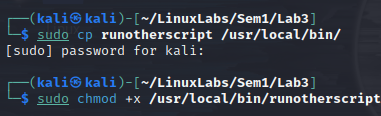 ┌──(kali㉿kali)-[~/LinuxLabs/Sem1/Lab3]
└─$ sudo cp runotherscript /usr/local/bin/
[sudo] password for kali:
┌──(kali㉿kali)-[~/LinuxLabs/Sem1/Lab3]
└─$ sudo chmod +x /usr/local/bin/runotherscript